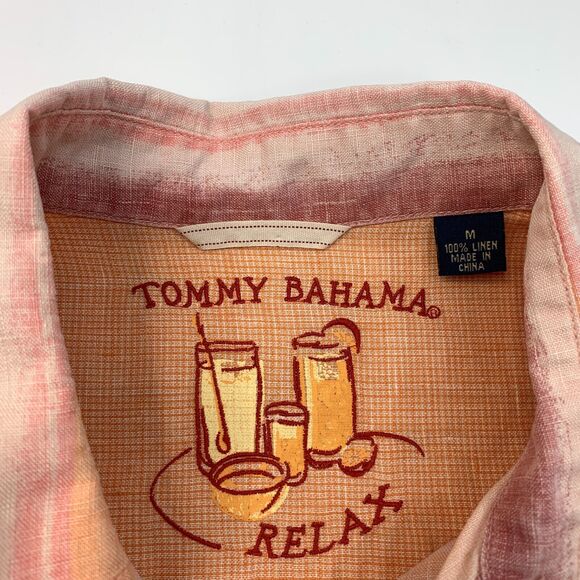 M
100% LINEN
MADE IN
CHINA
TOMMY BAHAMA®
RELAX